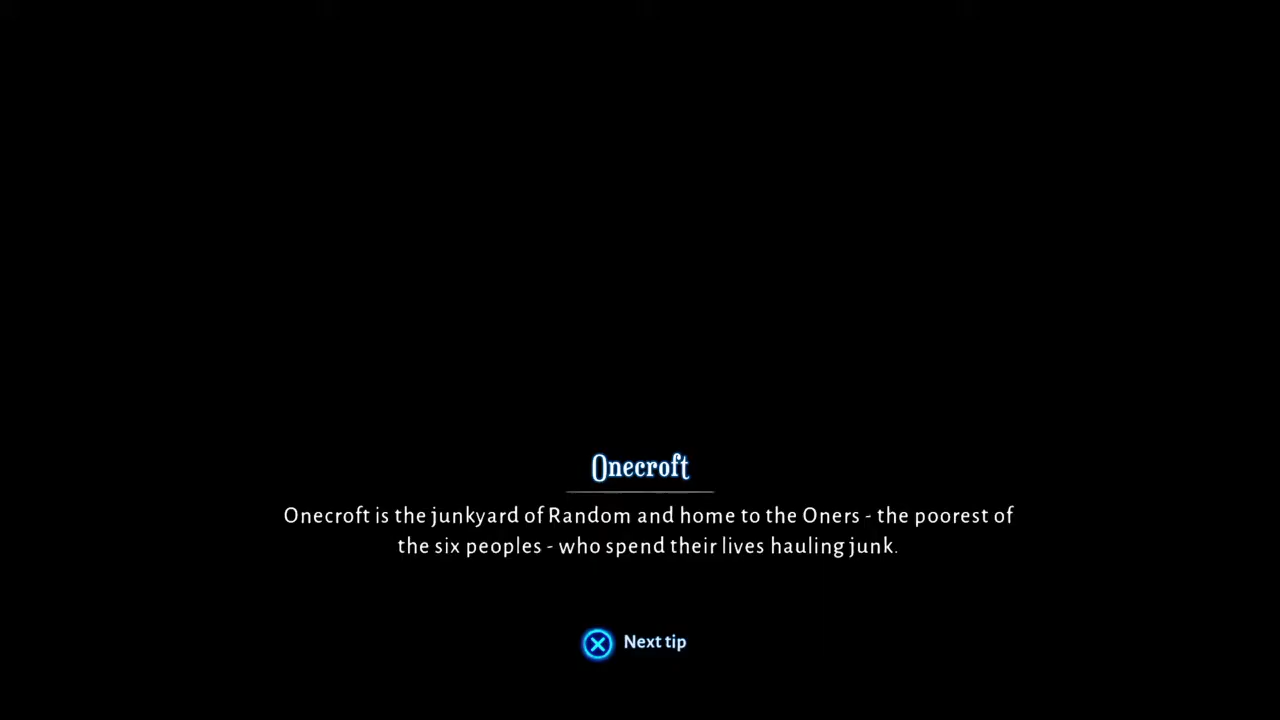 Onecroft
Onecroft is the junkyard of Random and home to the Oners - the poorest of
the six peoples - who spend their lives hauling junk.
Next tip